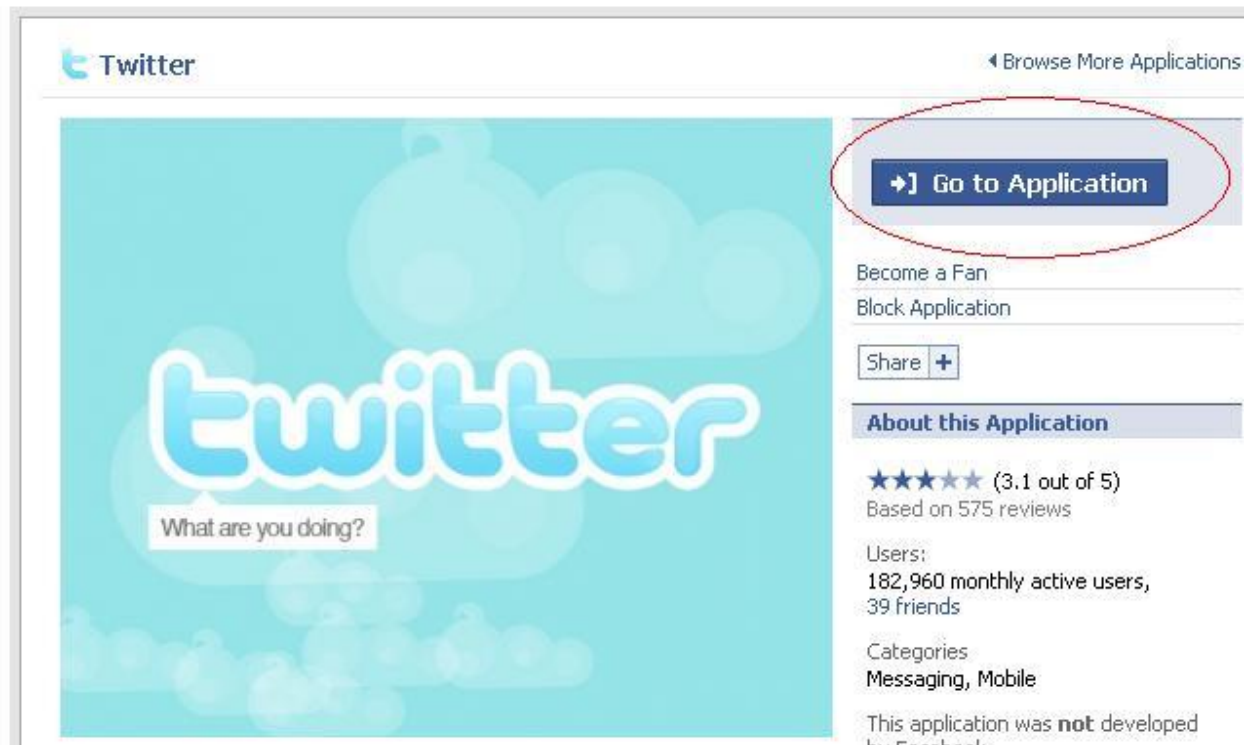 Twitter
Browse More Applications
Go to Application
Become a Fan
Block Application
Share +
twitter
What are you doing?
About this Application
(3.1 out of 5)
Based on 575 reviews
Users:
182,960 monthly active users,
39 friends
Categories
Messaging, Mobile
This application was not developed
by Facebook